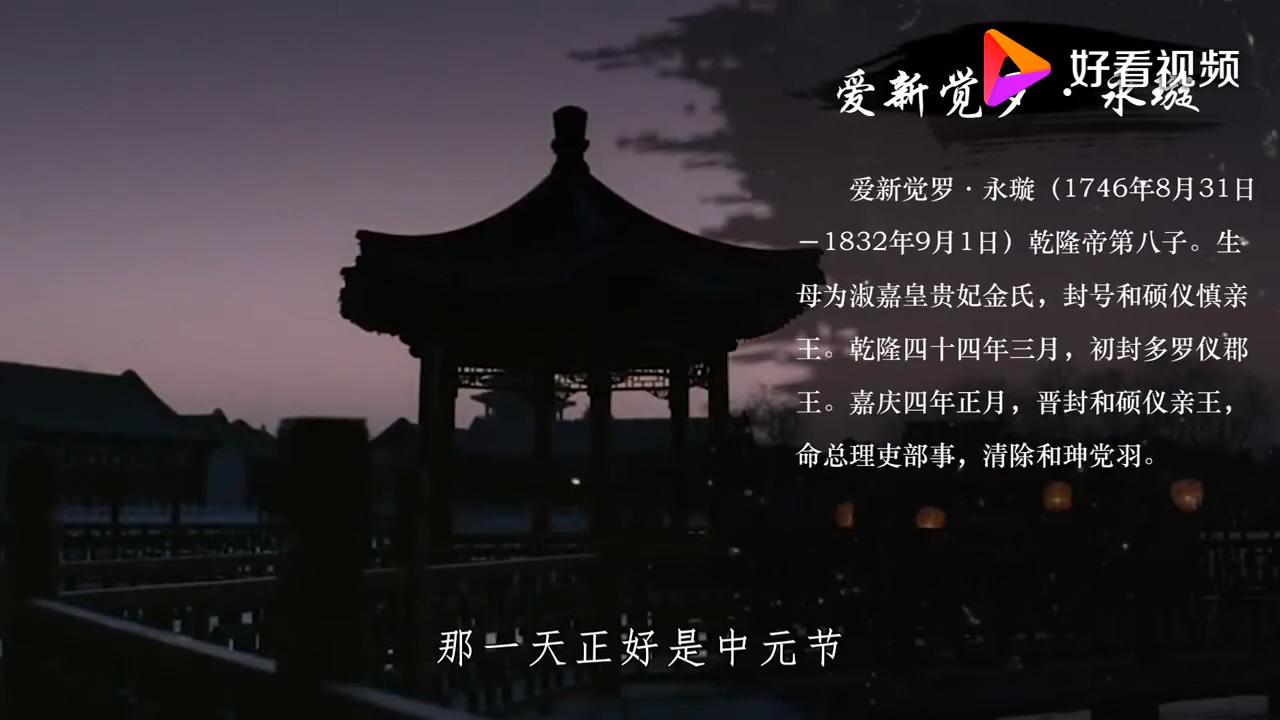 好看视频
爱新觉罗·永璇
爱新觉罗·永璇（1746年8月31日
－1832年9月1日）乾隆帝第八子。生
母为淑嘉皇贵妃金氏，封号和硕仪慎亲
王。乾隆四十四年三月，初封多罗仪郡
王。嘉庆四年正月，晋封和硕仪亲王，
命总理吏部事，清除和珅党羽。
那一天正好是中元节